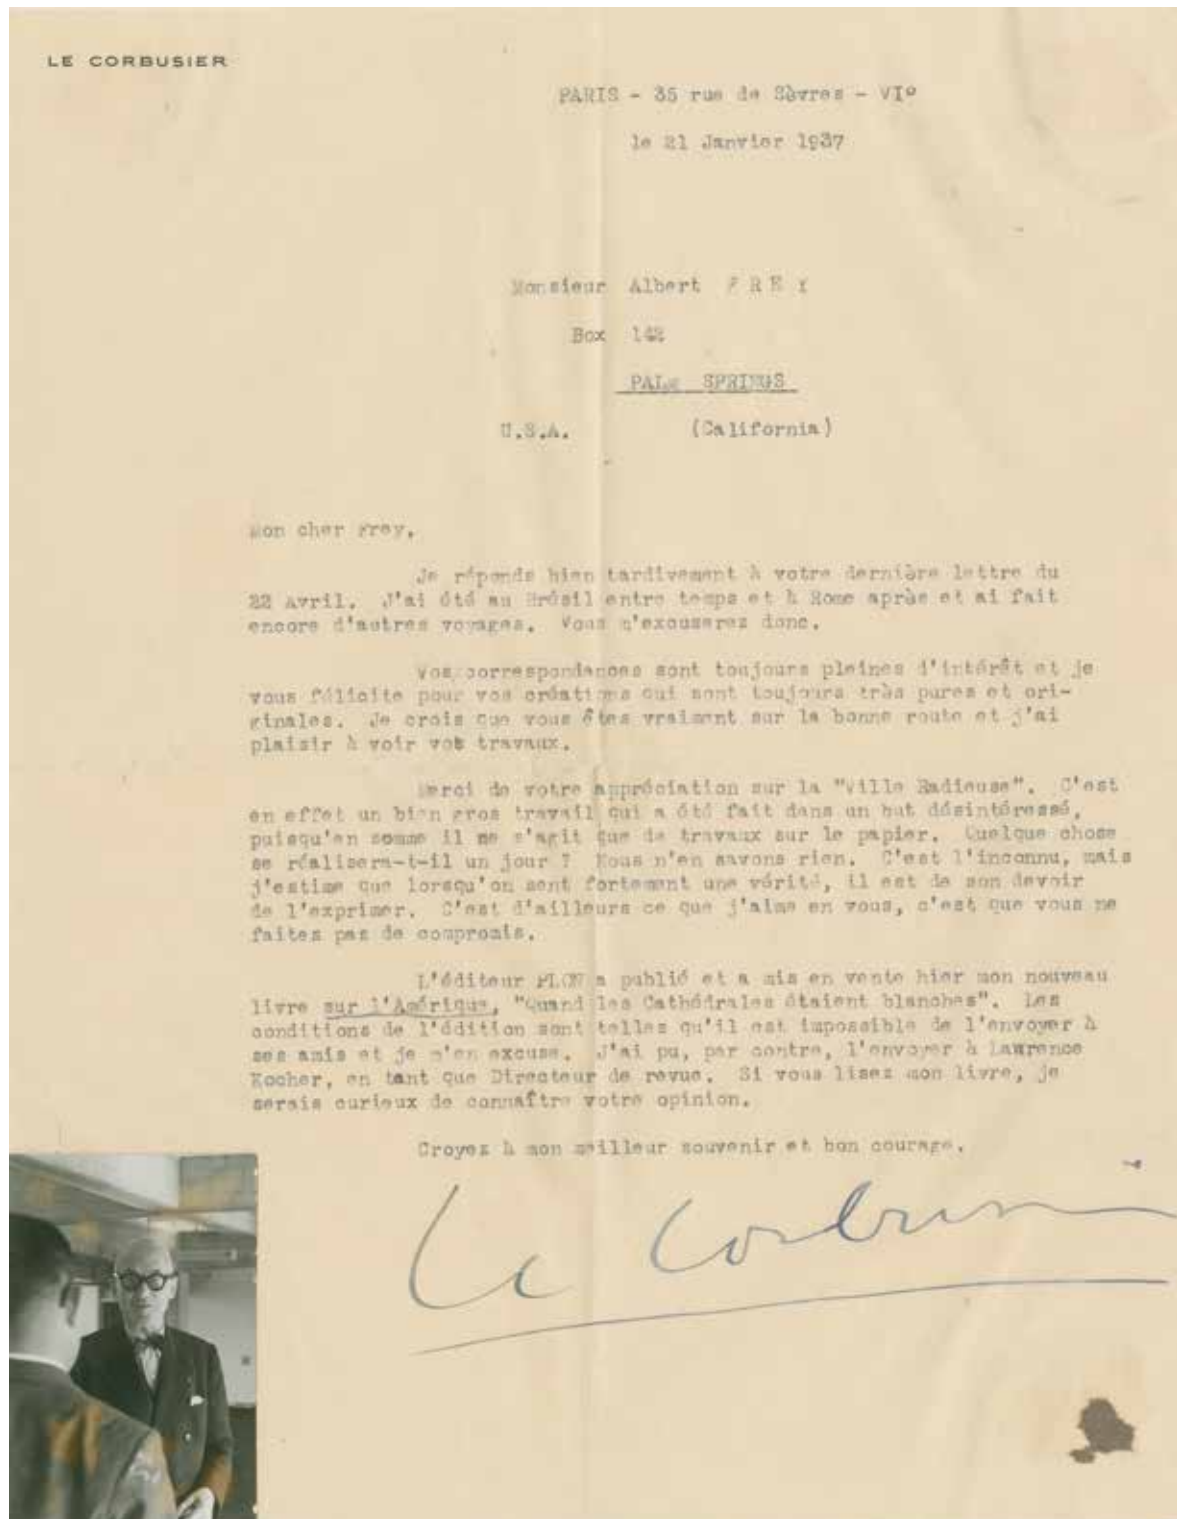 LE CORBUSIER
PARIS - 35 rue de Sèvres - VIº
le 21 Janvier 1937
Monsieur Albert F R E Y
Box 142
PALM SPRINGS
U.S.A. (California)
Mon cher Frey,
Je réponds bien tardivement à votre dernière lettre du
22 Avril. J'ai été au Brésil entre temps et à Rome après et ai fait
encore d'autres voyages. Vous m'excuserez donc.
Vos correspondances sont toujours pleines d'intérêt et je
vous félicite pour vos créations qui sont toujours très pures et ori-
ginales. Je crois que vous êtes vraiment sur la bonne route et j'ai
plaisir à voir vos travaux.
Merci de votre appréciation sur la "Ville Radieuse". C'est
en effet un bien gros travail qui a été fait dans un but désintéressé,
puisqu'en somme il ne s'agit que de travaux sur le papier. Quelque chose
se réalisera-t-il un jour ? Nous n'en savons rien. C'est l'inconnu, mais
j'estime que lorsqu'on sent fortement une vérité, il est de son devoir
de l'exprimer. C'est d'ailleurs ce que j'aime en vous, c'est que vous ne
faites pas de compromis.
L'éditeur PLON a publié et a mis en vente hier mon nouveau
livre sur l'Amérique, "Quand les Cathédrales étaient blanches". Les
conditions de l'édition sont telles qu'il est impossible de l'envoyer à
ses amis et je m'en excuse. J'ai pu, par contre, l'envoyer à Lawrence
Kocher, en tant que Directeur de revue. Si vous lisez mon livre, je
serais curieux de connaître votre opinion.
Croyez à mon meilleur souvenir et bon courage.
Le Corbusier